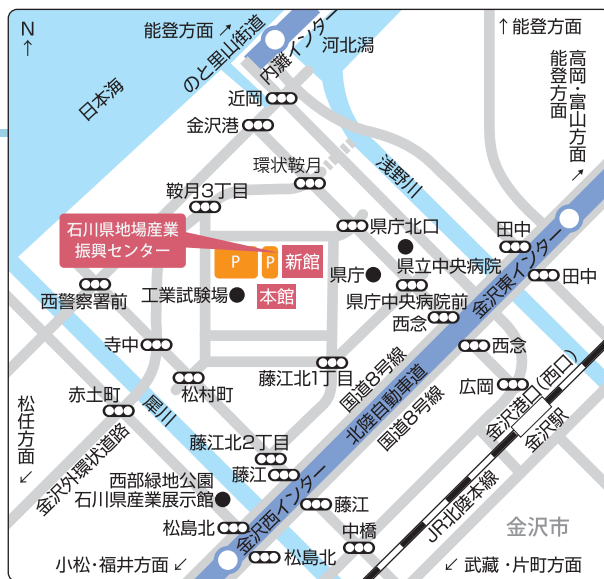 N
↑
能登方面 ↗
のと里山街道
内灘インター
河北潟
↑能登方面
高岡・富山方面
能登方面
↗
日本海
近岡
金沢港
浅野川
環状鞍月
鞍月3丁目
石川県地場産業
振興センター
P
P
新館
県庁北口
田中
県立中央病院
金沢東インター
県庁
田中
西警察署前
工業試験場
本館
県庁中央病院前
西念
寺中
西念
藤江北1丁目
国道8号線
北陸自動車道
国道8号線
広岡
金沢港口(西口)
金沢駅
赤土町
松村町
犀川
松任方面
↙
金沢外環状道路
藤江北2丁目
藤江
西部緑地公園
石川県産業展示館
金沢西インター
藤江
JR北陸本線
金沢市
松島北
中橋
松島北
小松・福井方面 ↙
↙ 武蔵・片町方面